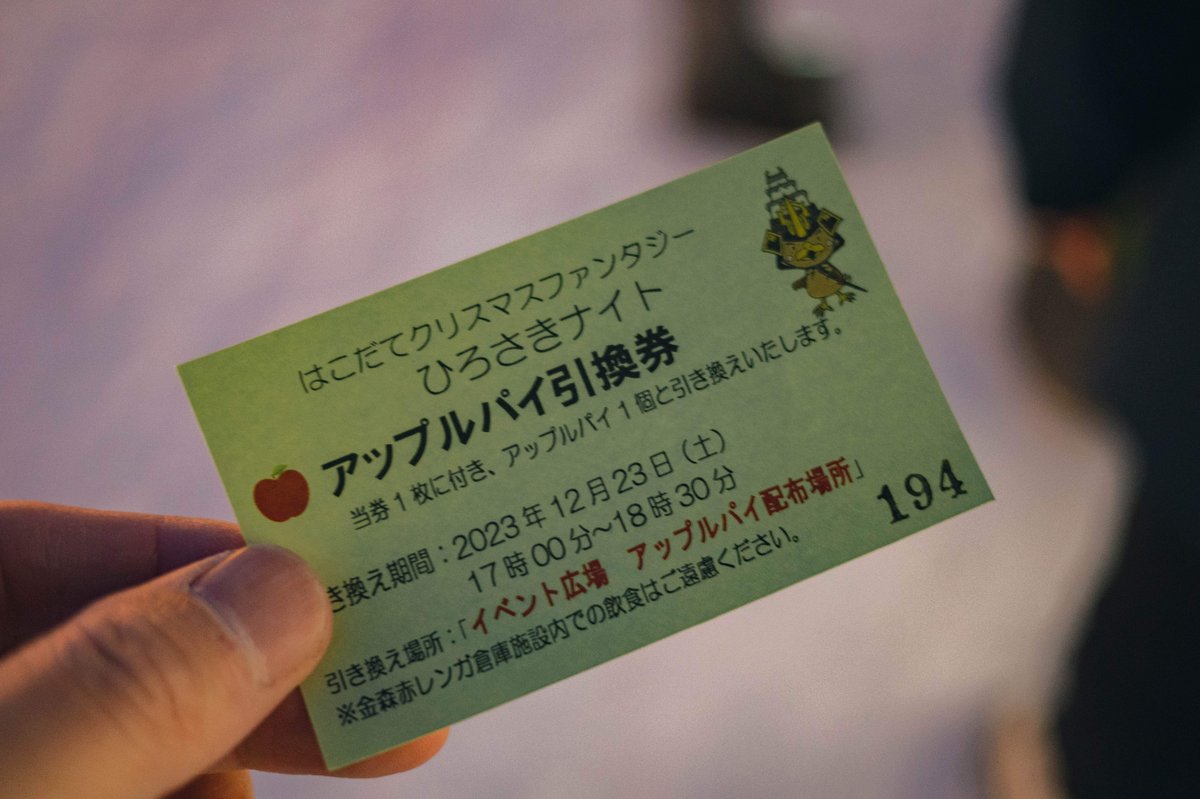 はこだてクリスマスファンタジー
ひろさきナイト
アップルパイ引換券
当券1枚に付き、アップルパイ1個と引き換えいたします。
き換え期間:2023年12月23日(土)
17時00分~18時30分
引き換え場所:「イベント広場 アップルパイ配布場所」
※金森赤レンガ倉庫施設内での飲食はご遠慮ください。
194